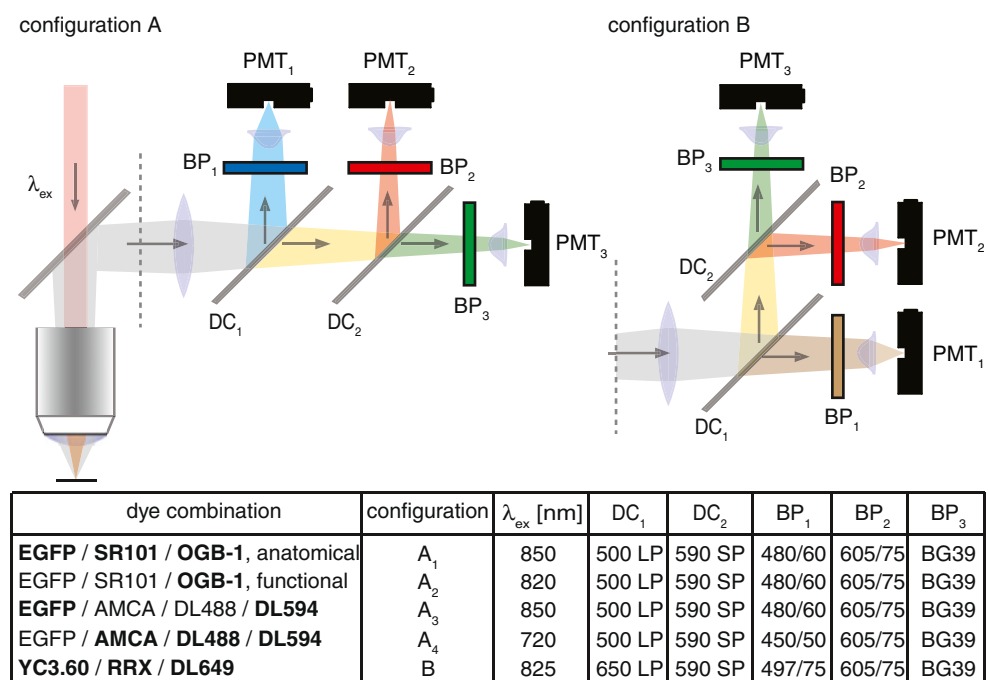 configuration A
configuration B
PMT₁
PMT₂
PMT₃
λex
BP₁
BP₂
BP₃
BP₂
DC₁
DC₂
BP₃
PMT₃
DC₂
PMT₂
DC₁
BP₁
PMT₁
dye combination configuration λex [nm] DC₁ DC₂ BP₁ BP₂ BP₃
EGFP / SR101 / OGB-1, anatomical A₁ 850 500 LP 590 SP 480/60 605/75 BG39
EGFP / SR101 / OGB-1, functional A₂ 820 500 LP 590 SP 480/60 605/75 BG39
EGFP / AMCA / DL488 / DL594 A₃ 850 500 LP 590 SP 480/60 605/75 BG39
EGFP / AMCA / DL488 / DL594 A₄ 720 500 LP 590 SP 450/50 605/75 BG39
YC3.60 / RRX / DL649 B 825 650 LP 590 SP 497/75 605/75 BG39